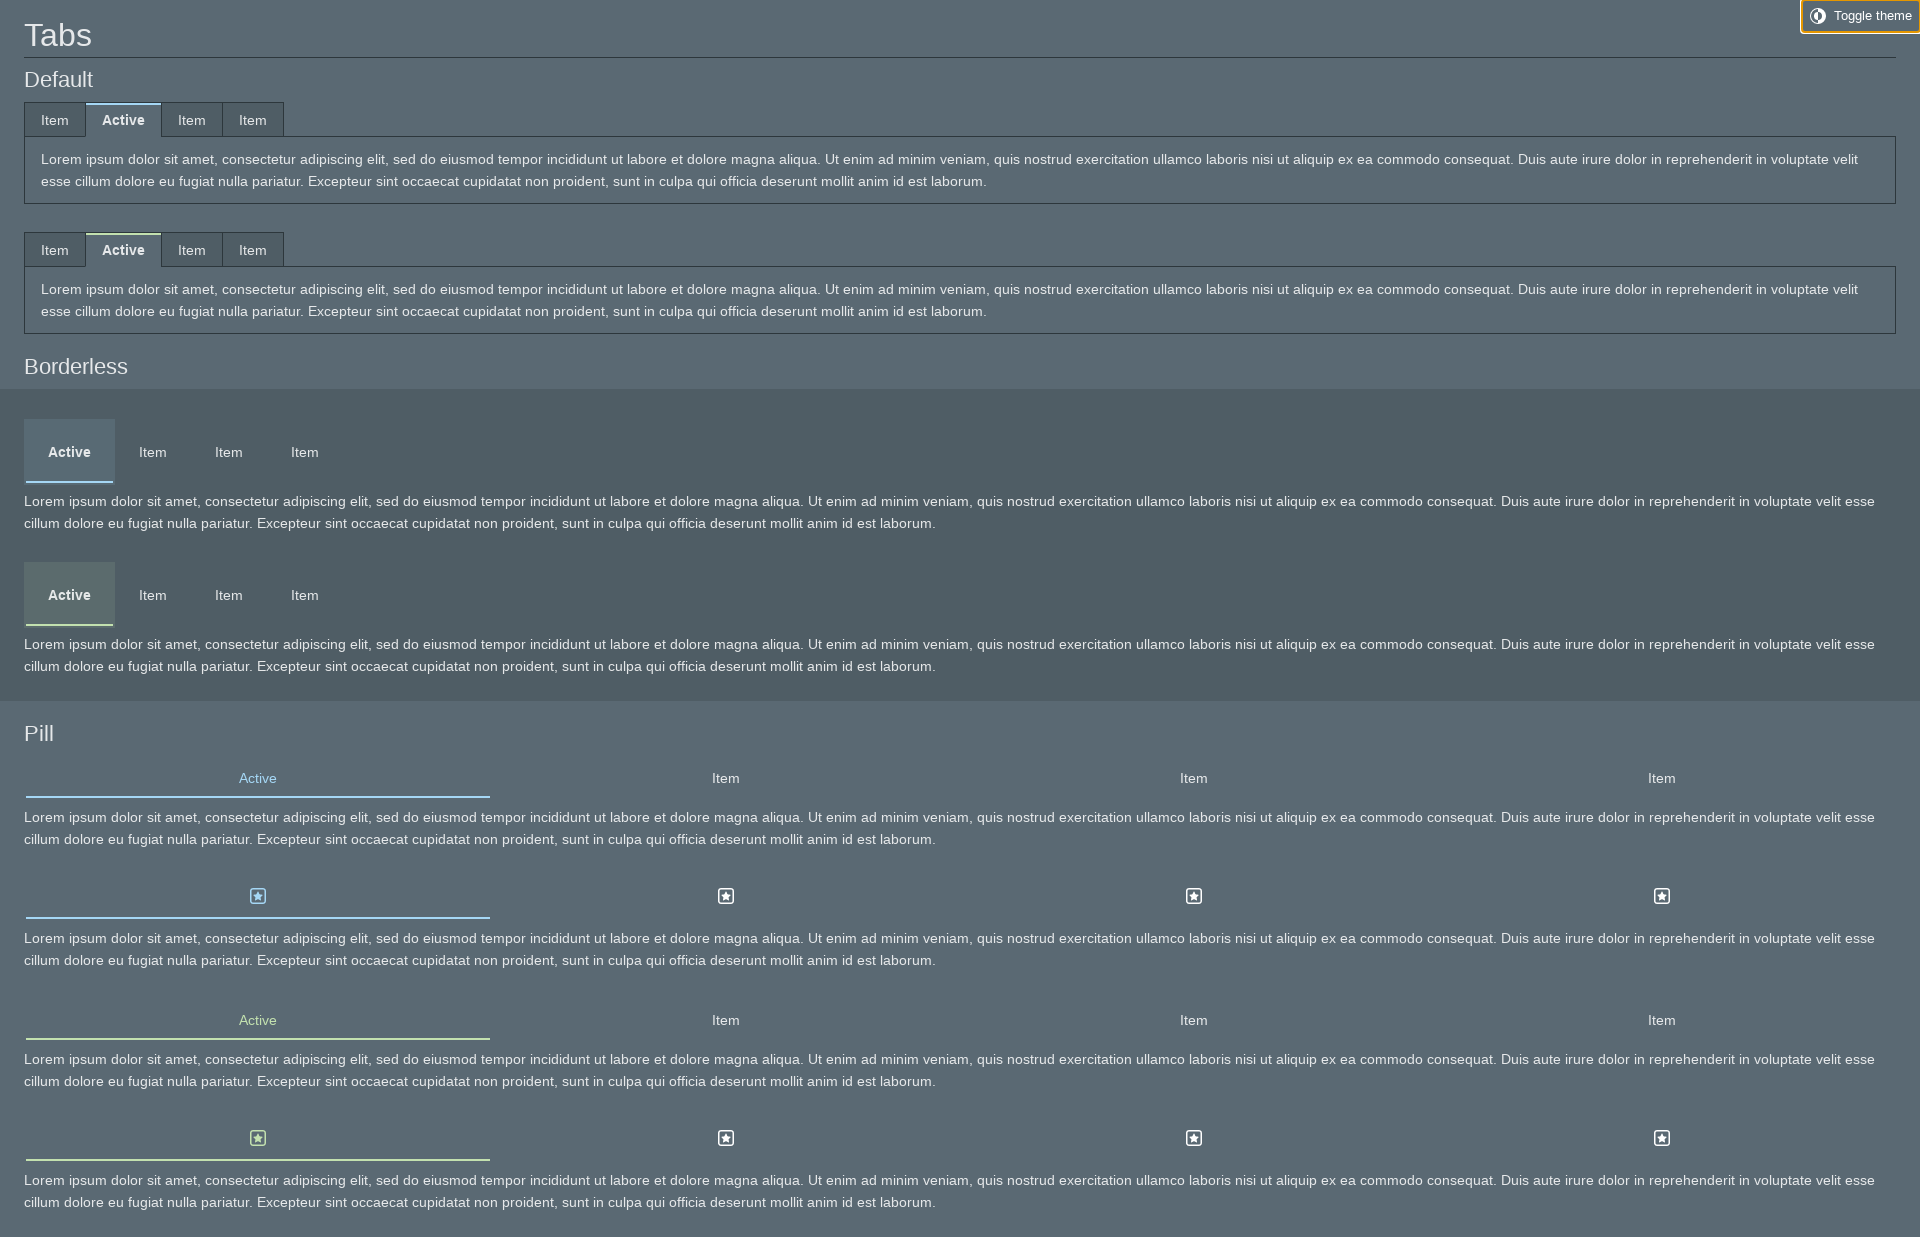 Tabs
Toggle theme
Default
Item Active Item Item
Lorem ipsum dolor sit amet, consectetur adipiscing elit, sed do eiusmod tempor incididunt ut labore et dolore magna aliqua. Ut enim ad minim veniam, quis nostrud exercitation ullamco laboris nisi ut aliquip ex ea commodo consequat. Duis aute irure dolor in reprehenderit in voluptate velit
esse cillum dolore eu fugiat nulla pariatur. Excepteur sint occaecat cupidatat non proident, sunt in culpa qui officia deserunt mollit anim id est laborum.
Item Active Item Item
Lorem ipsum dolor sit amet, consectetur adipiscing elit, sed do eiusmod tempor incididunt ut labore et dolore magna aliqua. Ut enim ad minim veniam, quis nostrud exercitation ullamco laboris nisi ut aliquip ex ea commodo consequat. Duis aute irure dolor in reprehenderit in voluptate velit
esse cillum dolore eu fugiat nulla pariatur. Excepteur sint occaecat cupidatat non proident, sunt in culpa qui officia deserunt mollit anim id est laborum.
Borderless
Active Item Item Item
Lorem ipsum dolor sit amet, consectetur adipiscing elit, sed do eiusmod tempor incididunt ut labore et dolore magna aliqua. Ut enim ad minim veniam, quis nostrud exercitation ullamco laboris nisi ut aliquip ex ea commodo consequat. Duis aute irure dolor in reprehenderit in voluptate velit esse
cillum dolore eu fugiat nulla pariatur. Excepteur sint occaecat cupidatat non proident, sunt in culpa qui officia deserunt mollit anim id est laborum.
Active Item Item Item
Lorem ipsum dolor sit amet, consectetur adipiscing elit, sed do eiusmod tempor incididunt ut labore et dolore magna aliqua. Ut enim ad minim veniam, quis nostrud exercitation ullamco laboris nisi ut aliquip ex ea commodo consequat. Duis aute irure dolor in reprehenderit in voluptate velit esse
cillum dolore eu fugiat nulla pariatur. Excepteur sint occaecat cupidatat non proident, sunt in culpa qui officia deserunt mollit anim id est laborum.
Pill
Active Item Item Item
Lorem ipsum dolor sit amet, consectetur adipiscing elit, sed do eiusmod tempor incididunt ut labore et dolore magna aliqua. Ut enim ad minim veniam, quis nostrud exercitation ullamco laboris nisi ut aliquip ex ea commodo consequat. Duis aute irure dolor in reprehenderit in voluptate velit esse
cillum dolore eu fugiat nulla pariatur. Excepteur sint occaecat cupidatat non proident, sunt in culpa qui officia deserunt mollit anim id est laborum.
Lorem ipsum dolor sit amet, consectetur adipiscing elit, sed do eiusmod tempor incididunt ut labore et dolore magna aliqua. Ut enim ad minim veniam, quis nostrud exercitation ullamco laboris nisi ut aliquip ex ea commodo consequat. Duis aute irure dolor in reprehenderit in voluptate velit esse
cillum dolore eu fugiat nulla pariatur. Excepteur sint occaecat cupidatat non proident, sunt in culpa qui officia deserunt mollit anim id est laborum.
Active Item Item Item
Lorem ipsum dolor sit amet, consectetur adipiscing elit, sed do eiusmod tempor incididunt ut labore et dolore magna aliqua. Ut enim ad minim veniam, quis nostrud exercitation ullamco laboris nisi ut aliquip ex ea commodo consequat. Duis aute irure dolor in reprehenderit in voluptate velit esse
cillum dolore eu fugiat nulla pariatur. Excepteur sint occaecat cupidatat non proident, sunt in culpa qui officia deserunt mollit anim id est laborum.
Lorem ipsum dolor sit amet, consectetur adipiscing elit, sed do eiusmod tempor incididunt ut labore et dolore magna aliqua. Ut enim ad minim veniam, quis nostrud exercitation ullamco laboris nisi ut aliquip ex ea commodo consequat. Duis aute irure dolor in reprehenderit in voluptate velit esse
cillum dolore eu fugiat nulla pariatur. Excepteur sint occaecat cupidatat non proident, sunt in culpa qui officia deserunt mollit anim id est laborum.